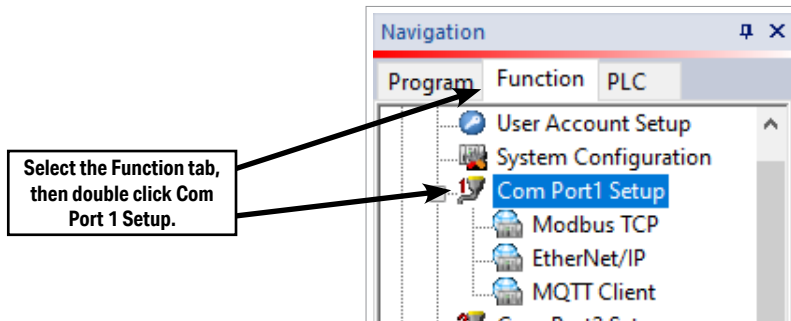 Navigation
Program Function PLC
User Account Setup
System Configuration
Select the Function tab,
then double click Com
Port 1 Setup.
Com Port1 Setup
Modbus TCP
EtherNet/IP
MQTT Client